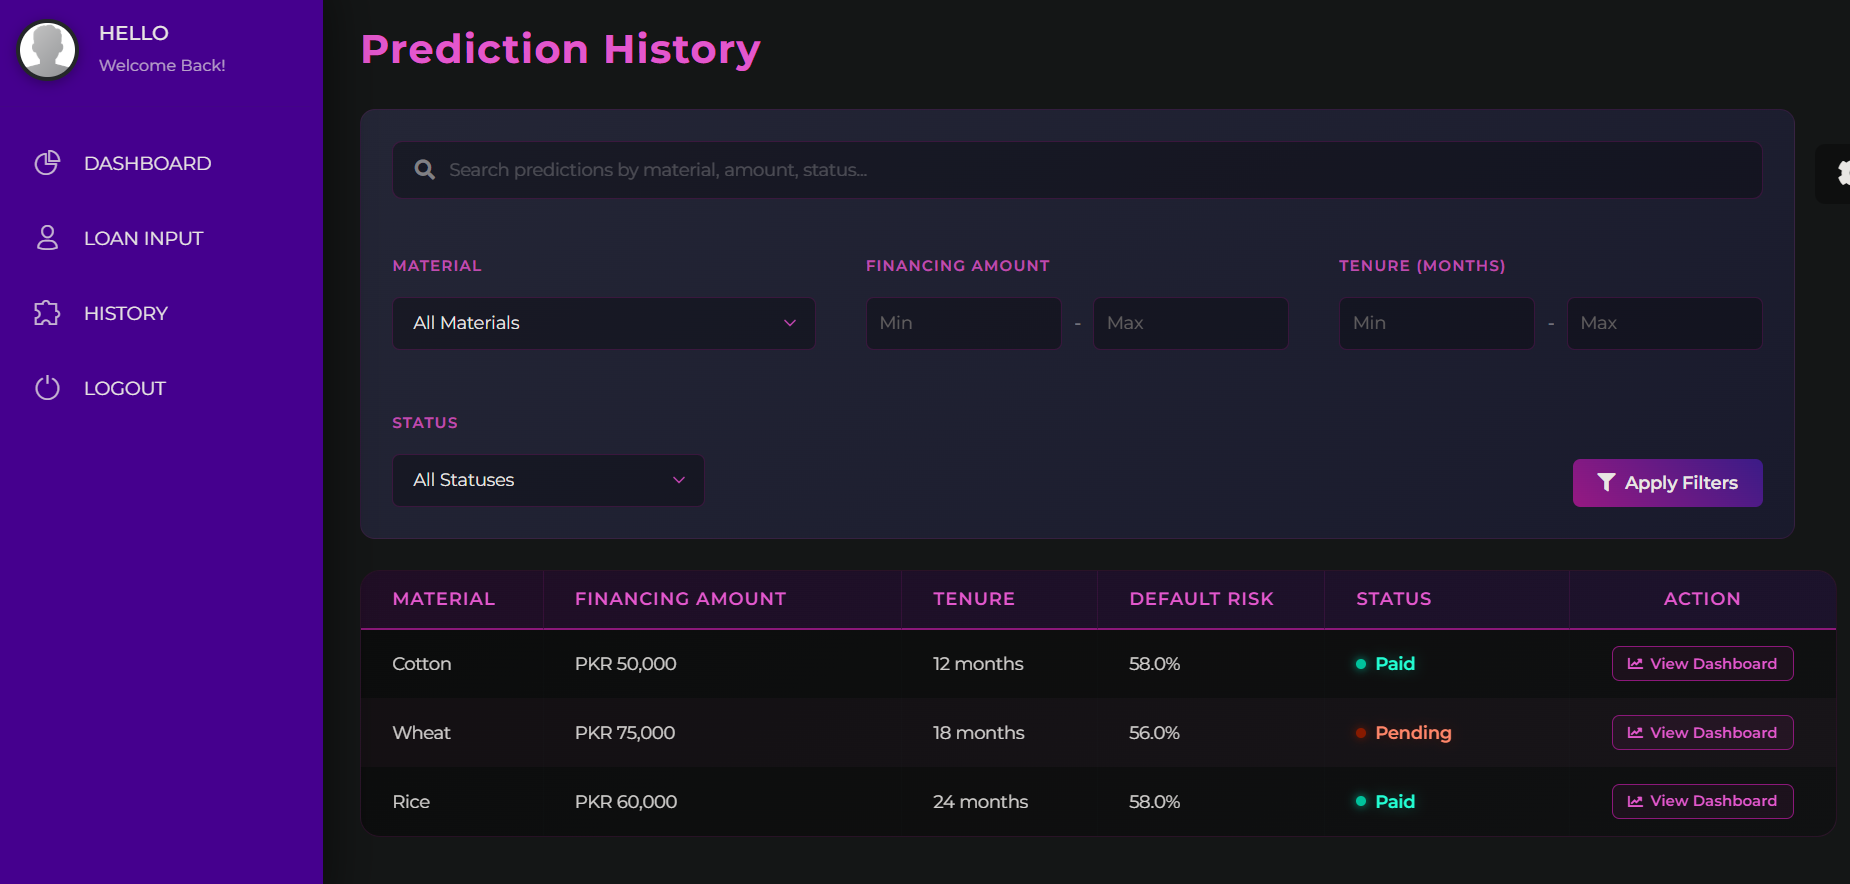 HELLO
Welcome Back!
DASHBOARD
LOAN INPUT
HISTORY
LOGOUT
Prediction History
Search predictions by material, amount, status...
MATERIAL FINANCING AMOUNT TENURE (MONTHS)
All Materials Min - Max Min - Max
STATUS
All Statuses Apply Filters
MATERIAL FINANCING AMOUNT TENURE DEFAULT RISK STATUS ACTION
Cotton PKR 50,000 12 months 58.0% Paid View Dashboard
Wheat PKR 75,000 18 months 56.0% Pending View Dashboard
Rice PKR 60,000 24 months 58.0% Paid View Dashboard